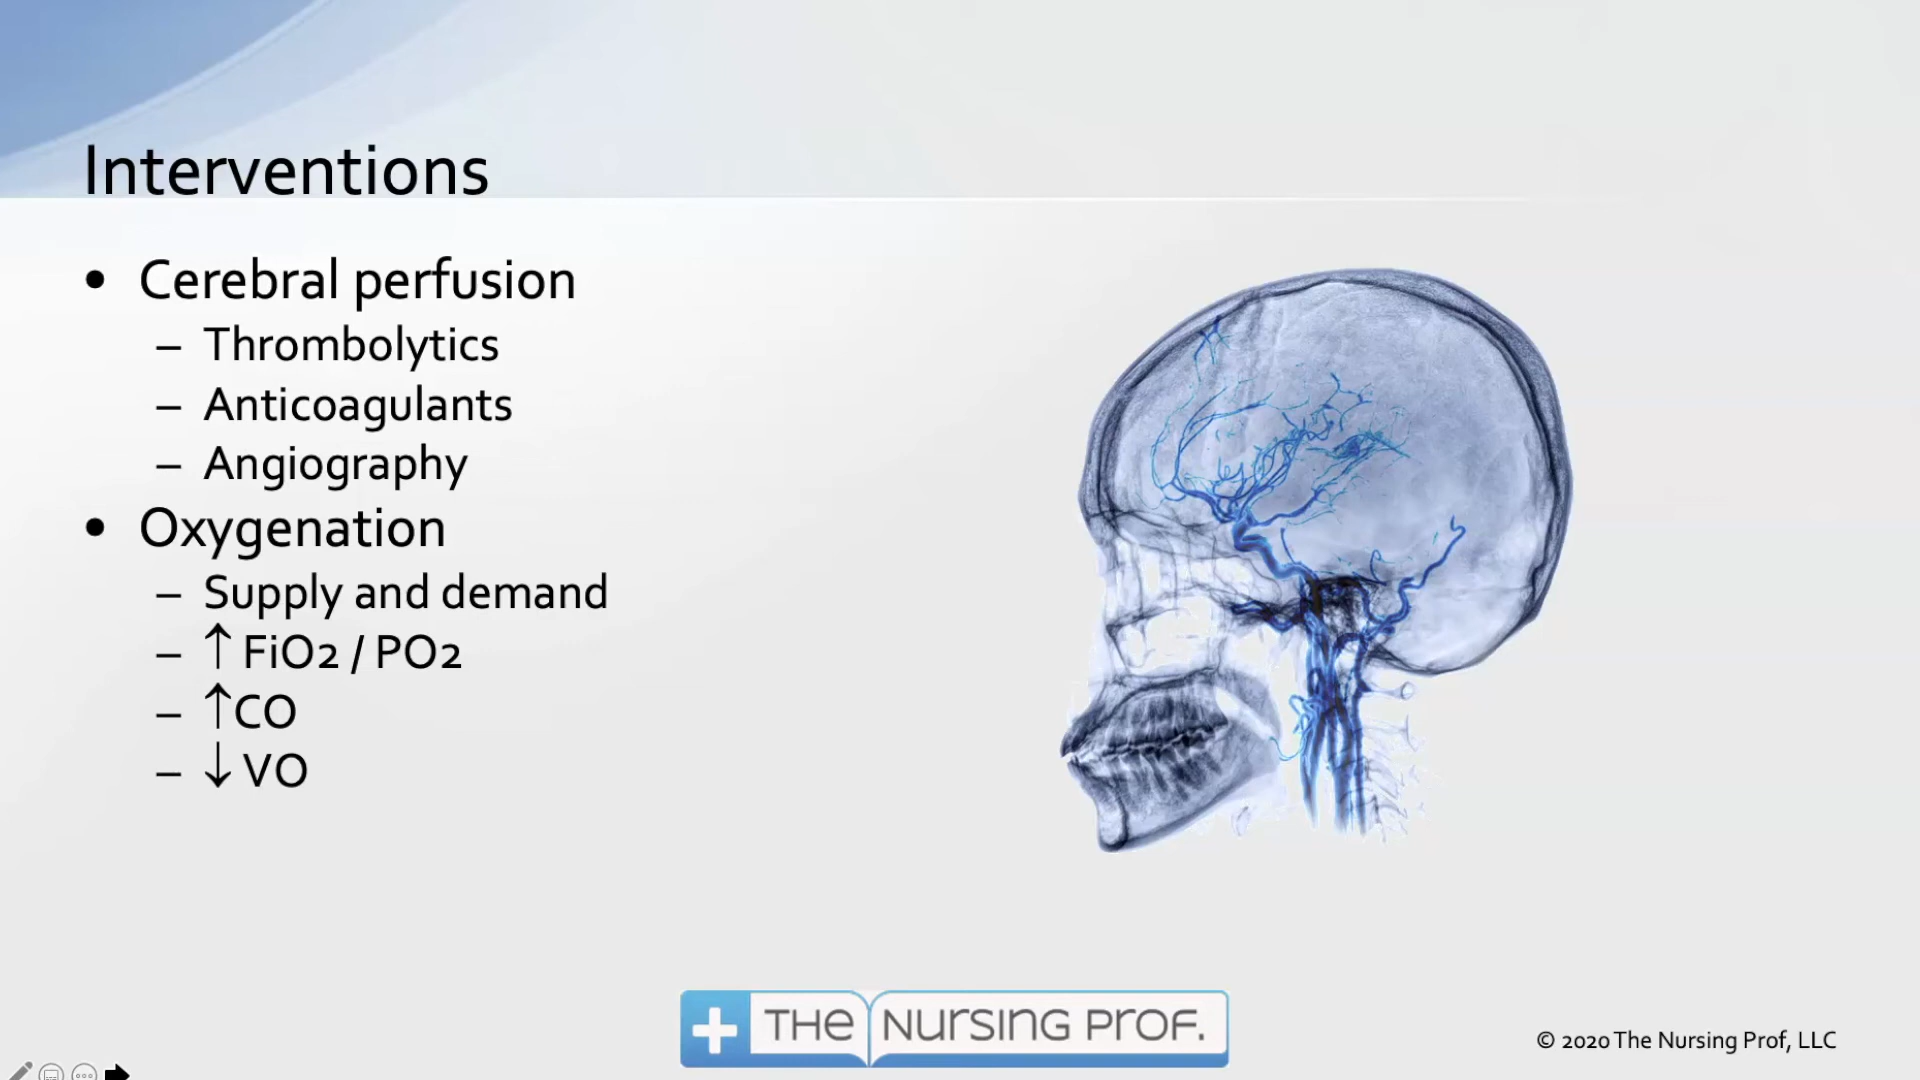 Interventions
• Cerebral perfusion
– Thrombolytics
– Anticoagulants
– Angiography
• Oxygenation
– Supply and demand
– ↑ FiO2 / PO2
– ↑CO
– ↓ VO
THE NURSING PROF.
© 2020 The Nursing Prof, LLC